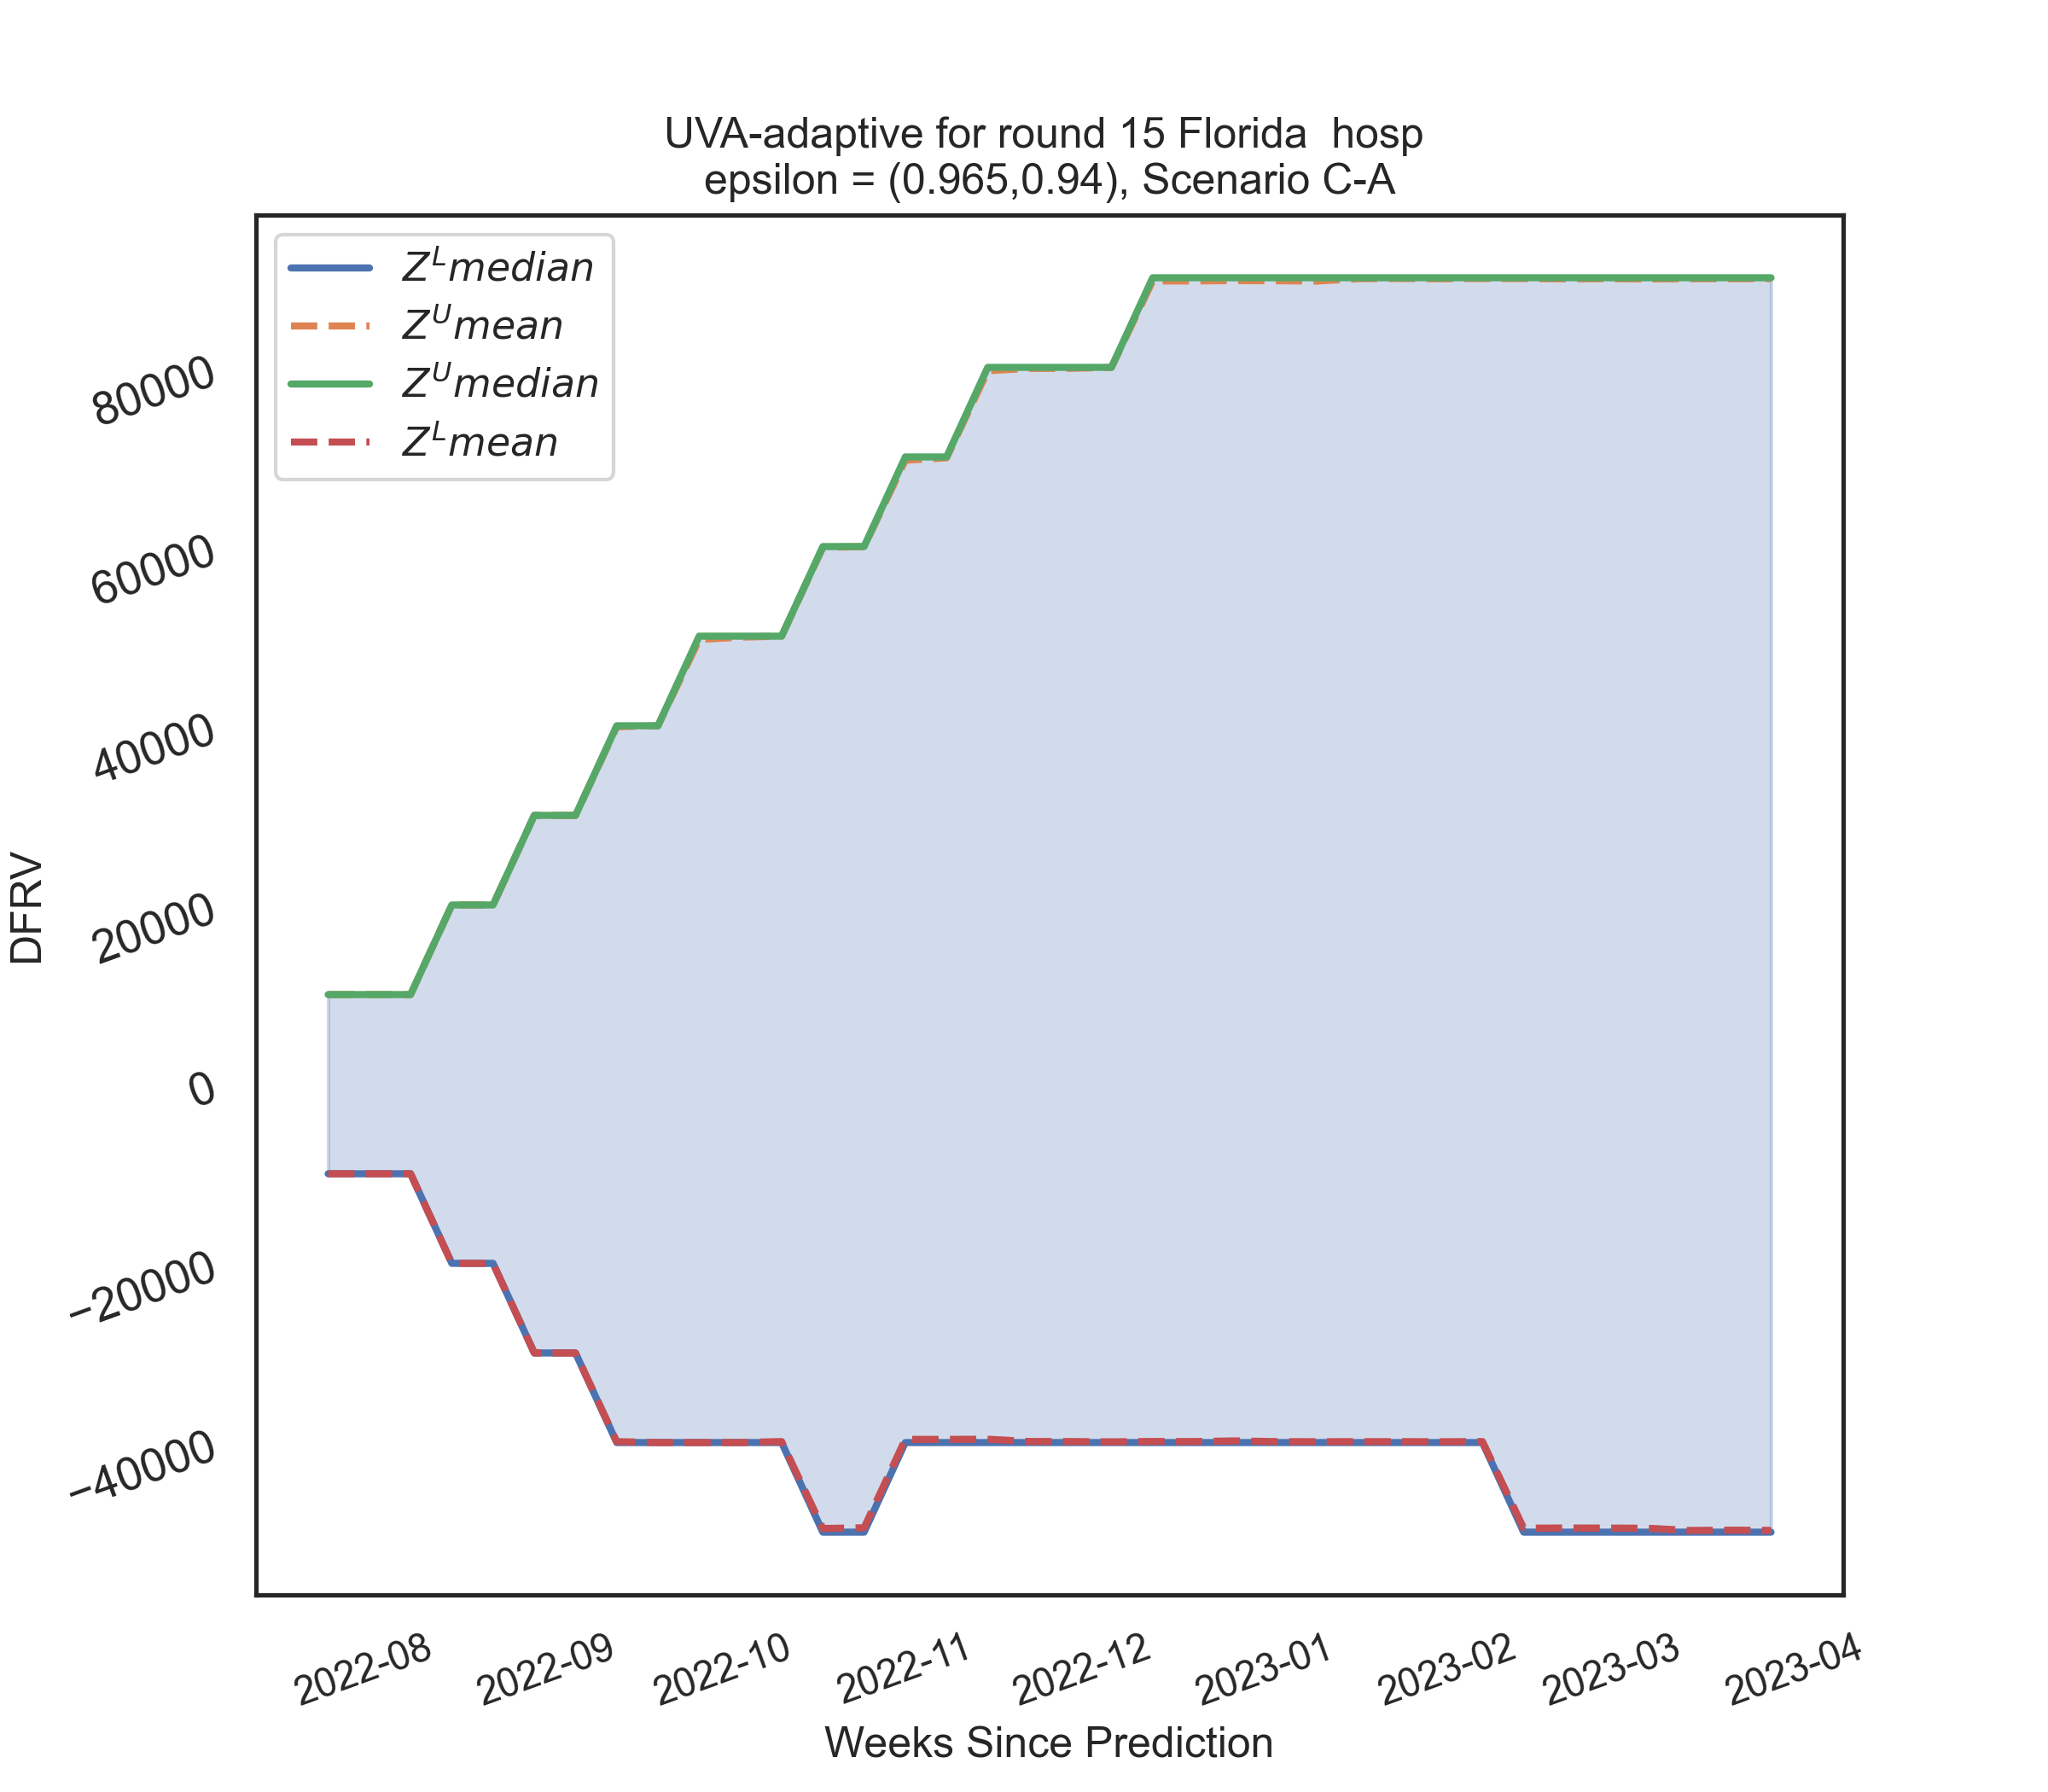 UVA-adaptive for round 15 Florida  hosp
epsilon = (0.965,0.94), Scenario C-A
Z^L median
Z^U mean
Z^U median
Z^L mean
80000
60000
40000
20000
0
−20000
−40000
DFRV
2022-08
2022-09
2022-10
2022-11
2022-12
2023-01
2023-02
2023-03
2023-04
Weeks Since Prediction